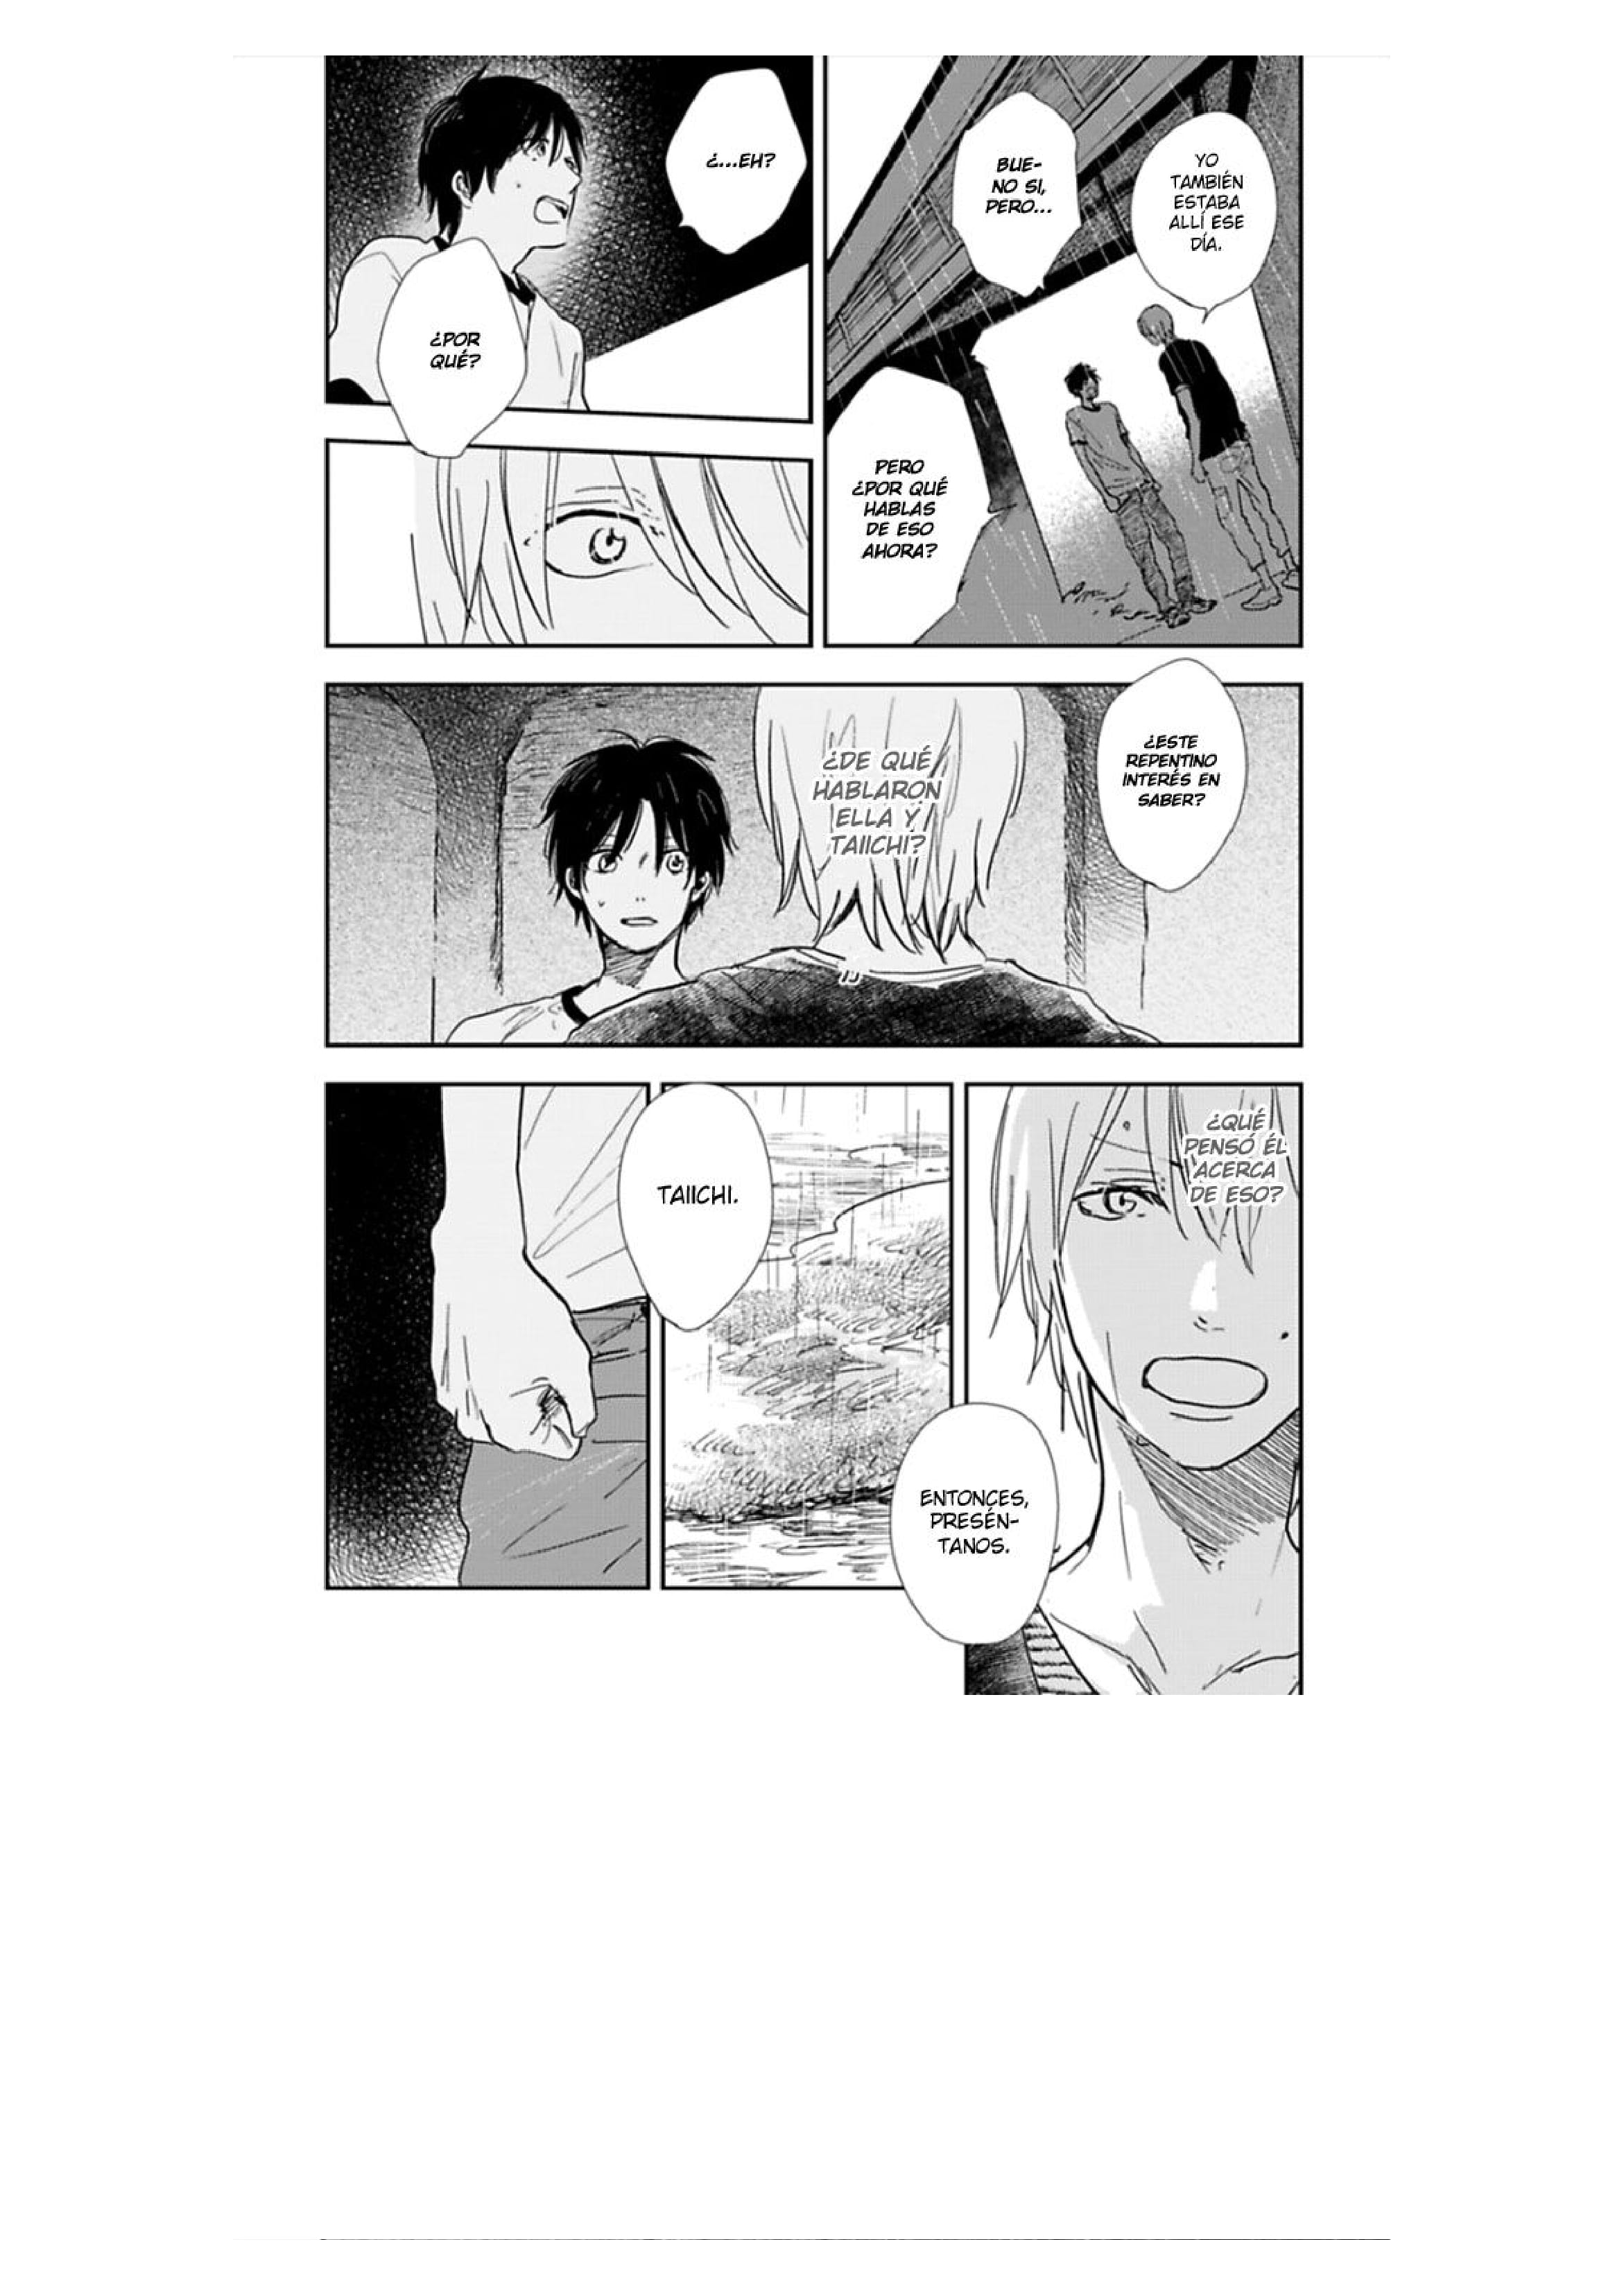 YO
TAMBIÉN
ESTABA
ALLÍ ESE
DÍA.
BUE-
NO SI,
PERO...
PERO
¿POR QUÉ
HABLAS
DE ESO
AHORA?
¿...EH?
¿POR
QUÉ?
¿ESTE
REPENTINO
INTERÉS EN
SABER?
¿DE QUÉ
HABLARON
ELLA Y
TAIICHI?
¿QUÉ
PENSÓ ÉL
ACERCA
DE ESO?
ENTONCES,
PRESÉN-
TANOS.
TAIICHI.